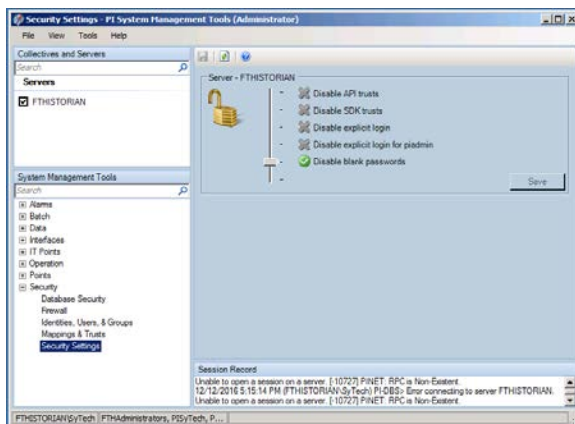 Security Settings - PI System Management Tools (Administrator)
File View Tools Help
Collectives and Servers
Search
Servers
FTHISTORIAN
System Management Tools
Search
Alarms
Batch
Data
Interfaces
IT Points
Operation
Points
Security
Database Security
Firewall
Identities, Users, & Groups
Mappings & Trusts
Security Settings
Server - FTHISTORIAN
Disable API trusts
Disable SDK trusts
Disable explicit login
Disable explicit login for piadmin
Disable blank passwords
Save
Session Record
Unable to open a session on a server. [-10727] PINET: RPC is Non-Existent.
12/12/2016 5:15:14 PM (FTHISTORIAN\SyTech) PI-DBS> Error connecting to server FTHISTORIAN.
Unable to open a session on a server. [-10727] PINET: RPC is Non-Existent.
FTHISTORIAN\SyTech FTHAdministrators, PISyTech, P...